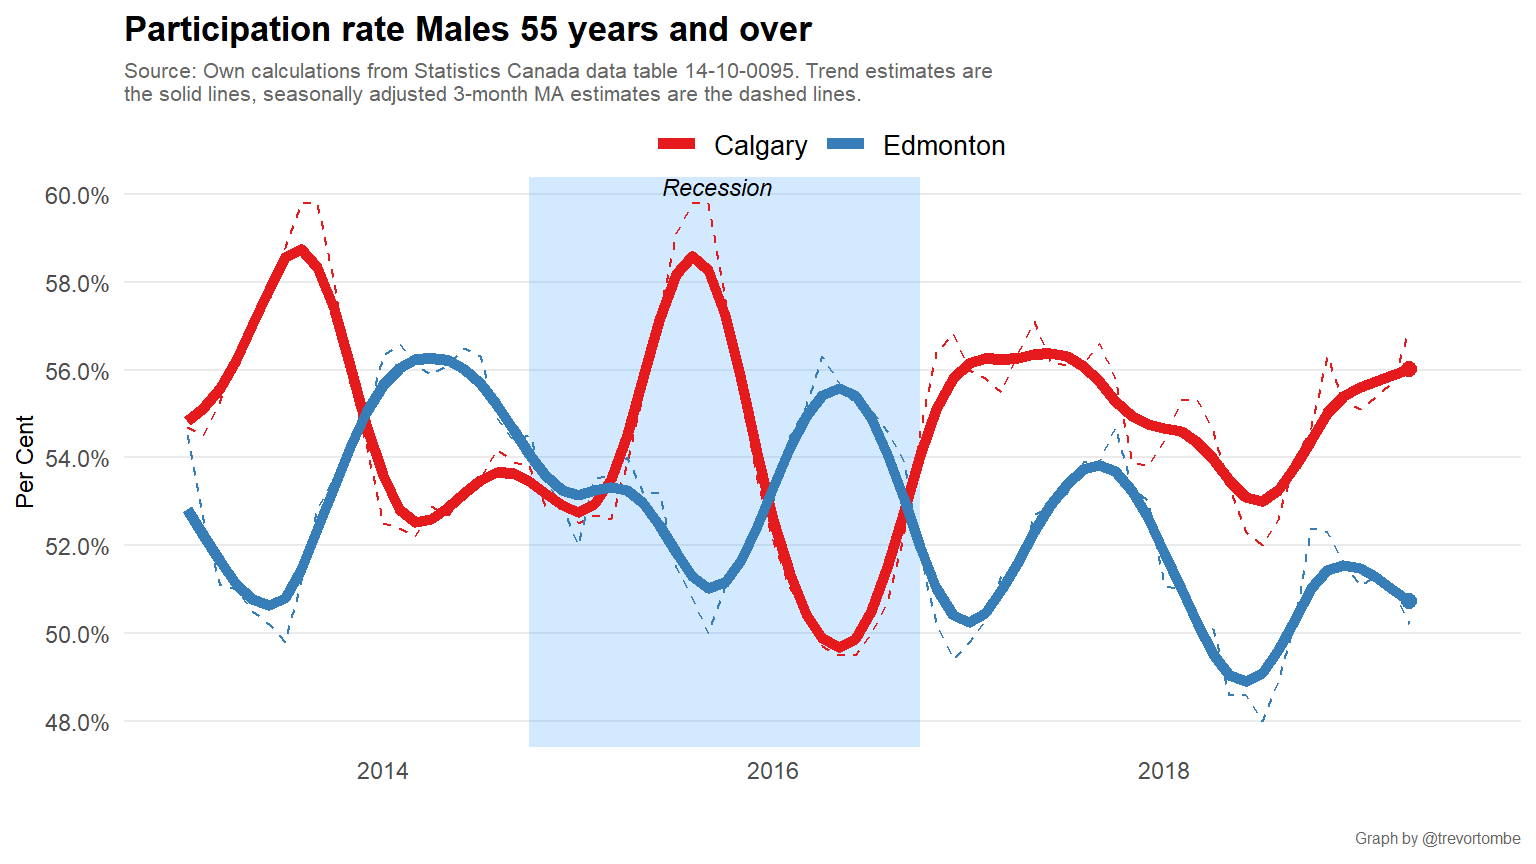 Participation rate Males 55 years and over
Source: Own calculations from Statistics Canada data table 14-10-0095. Trend estimates are
the solid lines, seasonally adjusted 3-month MA estimates are the dashed lines.
Calgary Edmonton
Recession
60.0%
58.0%
56.0%
54.0%
52.0%
50.0%
48.0%
Per Cent
2014 2016 2018
Graph by @trevortombe